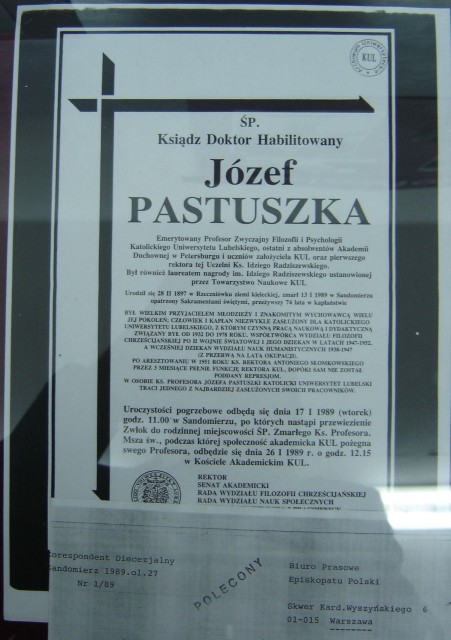 KUL
ŚP.
Ksiądz Doktor Habilitowany
Józef
PASTUSZKA
Emerytowany Profesor Zwyczajny Filozofii i Psychologii
Katolickiego Uniwersytetu Lubelskiego, ostatni z absolwentów Akademii
Duchownej w Petersburgu i uczniów założyciela KUL oraz pierwszego
rektora tej Uczelni Ks. Idziego Radziszewskiego.
Był również laureatem nagrody im. Idziego Radziszewskiego ustanowionej
przez Towarzystwo Naukowe KUL
Urodził się 28 II 1897 w Rzeczniówku ziemi kieleckiej, zmarł 13 I 1989 w Sandomierzu
opatrzony Sakramentami świętymi, przeżywszy 74 lata w kapłaństwie
BYŁ WIELKIM PRZYJACIELEM MŁODZIEŻY I ZNAKOMITYM WYCHOWAWCĄ WIELU
JEJ POKOLEŃ, CZŁOWIEK I KAPŁAN NIEZWYKLE ZASŁUŻONY DLA KATOLICKIEGO
UNIWERSYTETU LUBELSKIEGO, Z KTÓRYM CZYNNĄ PRACĄ NAUKOWĄ I DYDAKTYCZNĄ
ZWIĄZANY BYŁ OD 1922 DO 1978 ROKU. WSPÓŁTWÓRCA WYDZIAŁU FILOZOFII
CHRZEŚCIJAŃSKIEJ PO II WOJNIE ŚWIATOWEJ I JEGO DZIEKAN W LATACH 1947-1952,
A WCZEŚNIEJ DZIEKAN WYDZIAŁU NAUK HUMANISTYCZNYCH 1938-1947
(Z PRZERWĄ NA LATA OKUPACJI).
PO ARESZTOWANIU W 1951 ROKU KS. REKTORA ANTONIEGO SŁOMKOWSKIEGO
PRZEZ 3 MIESIĄCE PEŁNIŁ FUNKCJĘ REKTORA KUL, DOPÓKI SAM NIE ZOSTAŁ
PODDANY REPRESJOM.
W OSOBIE KS. PROFESORA JÓZEFA PASTUSZKI KATOLICKI UNIWERSYTET LUBELSKI
TRACI JEDNEGO Z NAJBARDZIEJ ZASŁUŻONYCH SWOICH PRACOWNIKÓW.
Uroczystości pogrzebowe odbędą się dnia 17 I 1989 (wtorek)
godz. 11.00 w Sandomierzu, po których nastąpi przewiezienie
Zwłok do rodzinnej miejscowości ŚP. Zmarłego Ks. Profesora.
Msza św., podczas której społeczność akademicka KUL pożegna
swego Profesora, odbędzie się dnia 26 I 1989 r. o godz. 12.15
w Kościele Akademickim KUL.
REKTOR
SENAT AKADEMICKI
RADA WYDZIAŁU FILOZOFII CHRZEŚCIJAŃSKIEJ
RADA WYDZIAŁU NAUK SPOŁECZNYCH
orespondent Diecezjalny
andomierz 1989.o1.27
Nr 1/89
POLECONY
Biuro Prasowe
Episkopatu Polski
Skwer Kard.Wyszyńskiego 6
01-015 Warszawa